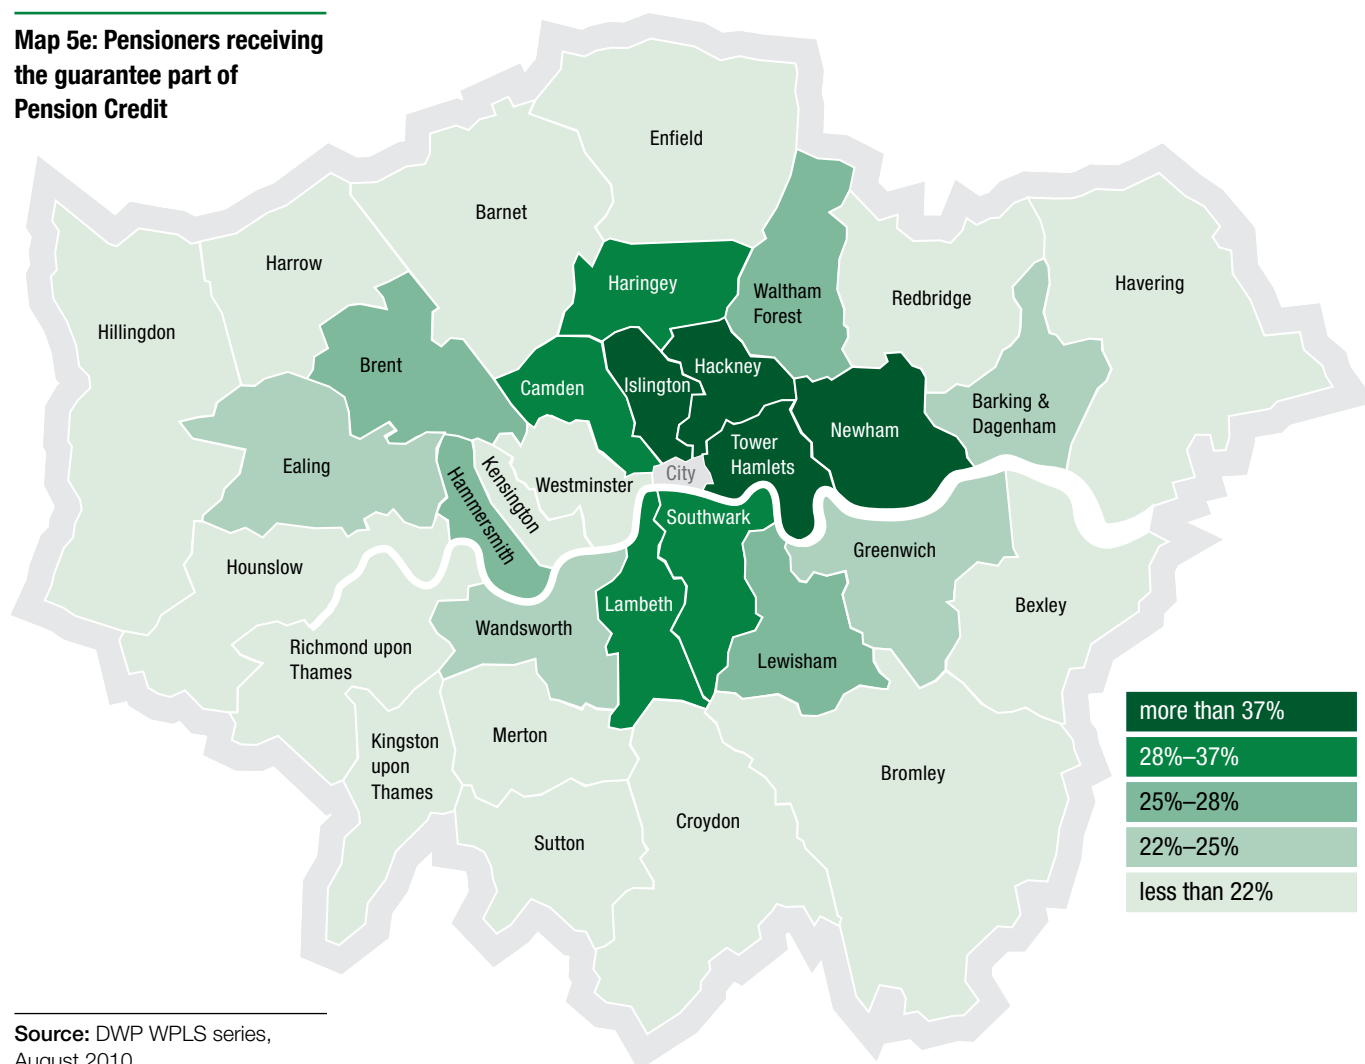 Map 5e: Pensioners receiving
the guarantee part of
Pension Credit
Enfield
Barnet
Harrow
Haringey
Waltham
Forest
Redbridge
Havering
Hillingdon
Brent
Camden
Islington
Hackney
Barking &
Dagenham
Newham
Tower
Hamlets
Ealing
Hammersmith
Kensington
Westminster
City
Southwark
Greenwich
Hounslow
Lambeth
Bexley
Wandsworth
Lewisham
Richmond upon
Thames
Kingston
upon
Thames
Merton
Bromley
Croydon
Sutton
more than 37%
28%–37%
25%–28%
22%–25%
less than 22%
Source: DWP WPLS series,
August 2010